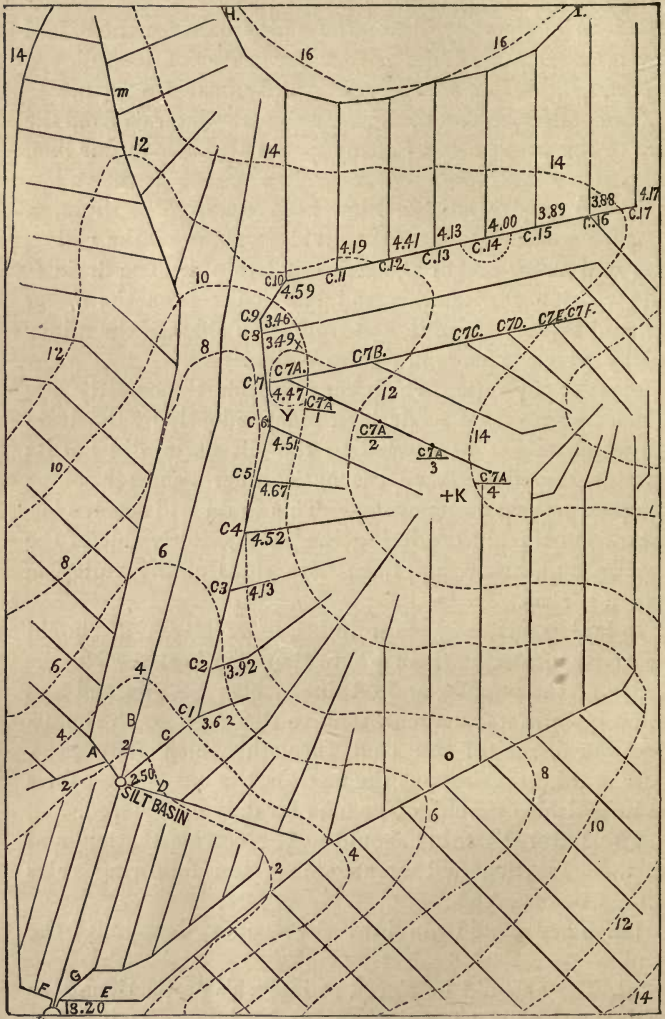 H.
I.
14
16
16
m
12
14
14
4.17
3.88
C.16
C.17
3.89
C.15
4.00
C.14
4.13
C.13
4.41
C.12
4.19
C.11
C.10
4.59
10
C9
3.46
C8
3.49
X
C7E.
C7F.
C7D.
C7C.
C7B.
C7A.
8
12
C7
4.47
C7A
1
12
Y
C6
C7A
2
14
4.51
C7A
3
C7A
4
10
C5
4.67
+K
C4
4.52
8
6
C3
4.13
6
C2
3.92
4
C1
3.62
B
4
C
A
2
O
2
2.50
D
8
SILT BASIN
6
10
4
2
12
G
F
E
14
18.20